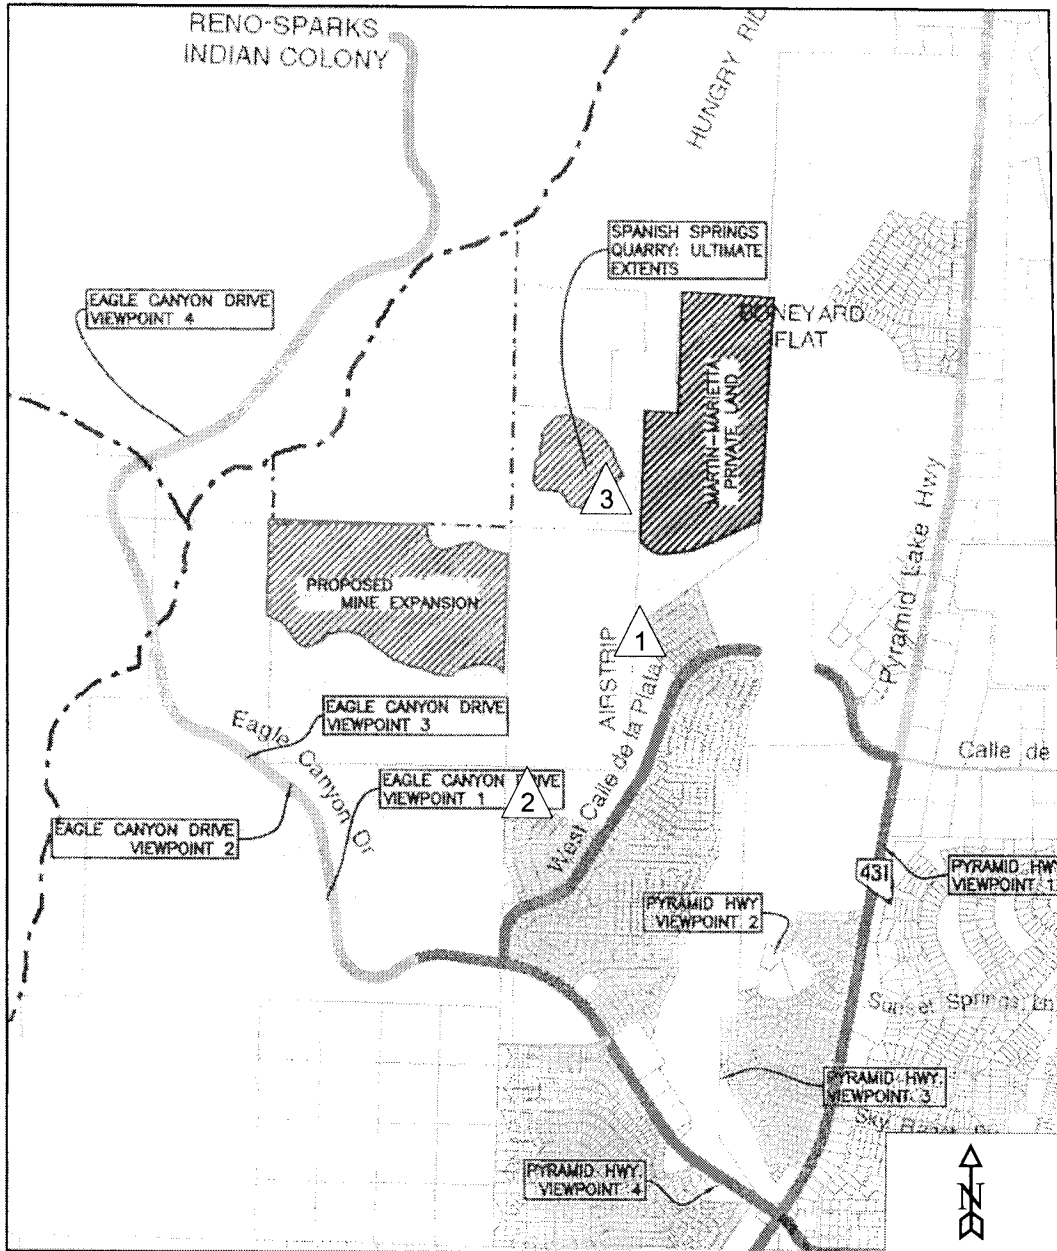 RENO-SPARKS
INDIAN COLONY
SPANISH SPRINGS
QUARRY: ULTIMATE
EXTENTS
EAGLE CANYON DRIVE
VIEWPOINT 4
BONEYARD
FLAT
MARTIN-MARIETTA
PRIVATE LAND
3
Pyramid Lake Hwy
PROPOSED
MINE EXPANSION
1
AIRSTRIP
EAGLE CANYON DRIVE
VIEWPOINT 3
Eagle Canyon Dr
West Calle de la Plata
Calle de
EAGLE CANYON DRIVE
VIEWPOINT 1
2
EAGLE CANYON DRIVE
VIEWPOINT 2
431
PYRAMID HWY
VIEWPOINT 1
PYRAMID HWY
VIEWPOINT 2
Sunset Springs Ln
PYRAMID HWY.
VIEWPOINT 3
Sky
PYRAMID HWY.
VIEWPOINT 4
N
HUNGRY